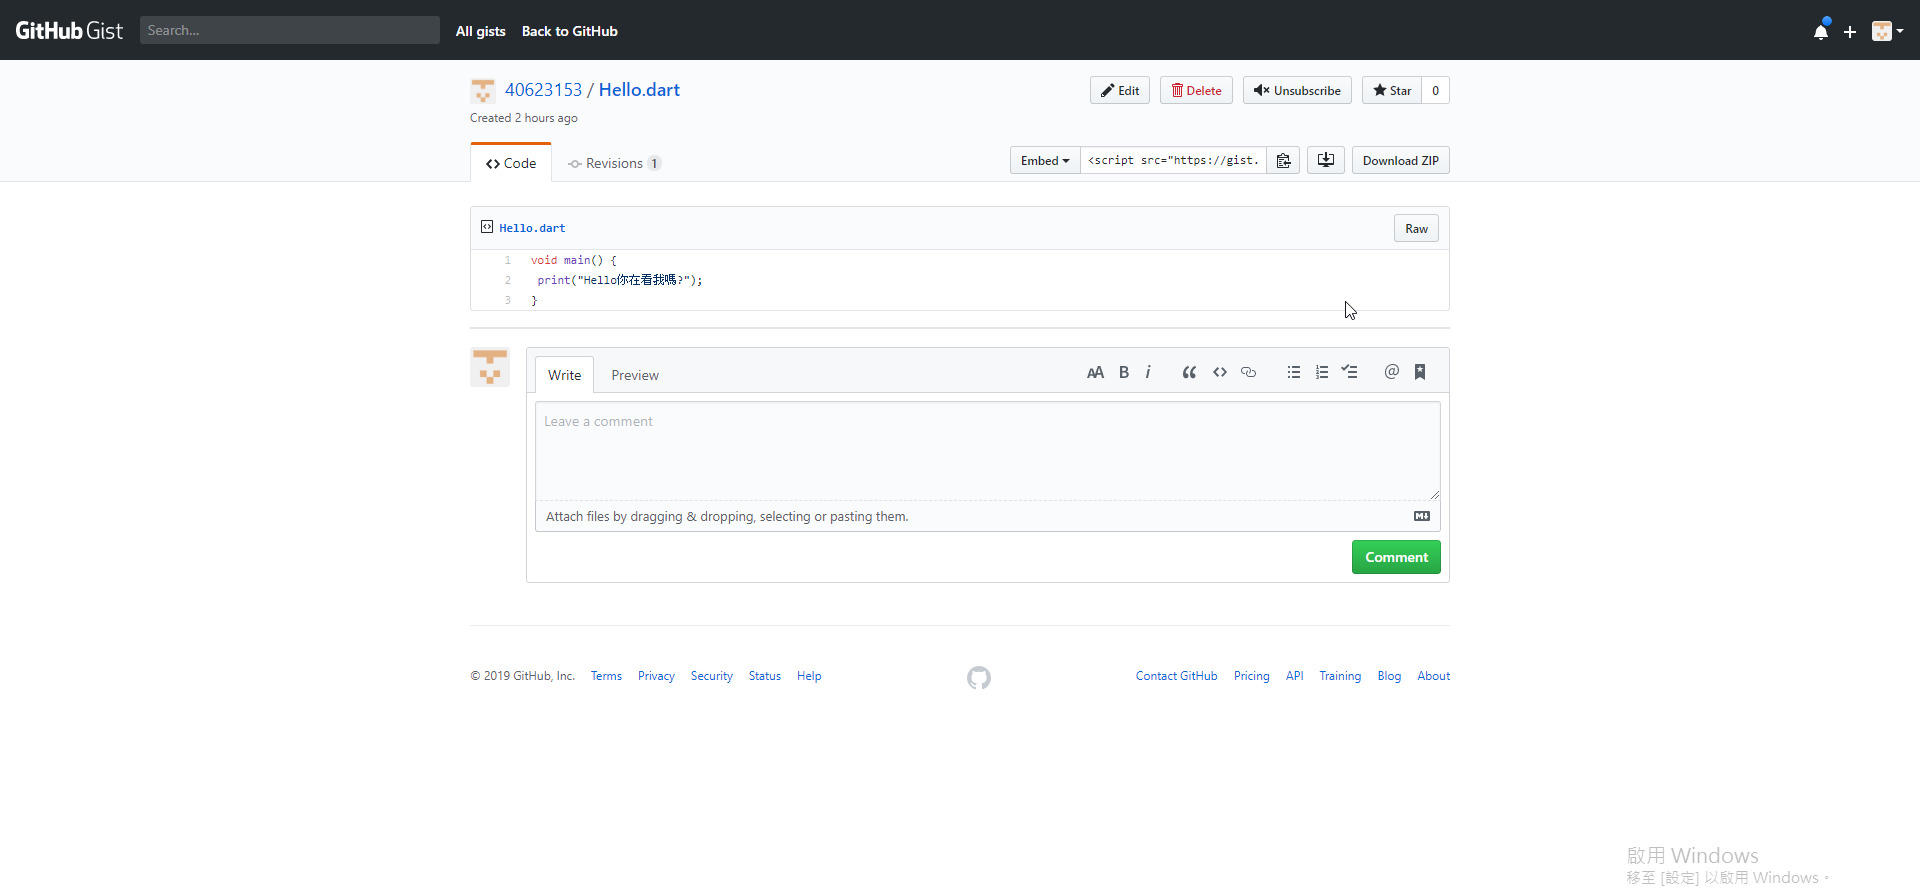 GitHub Gist Search... All gists Back to GitHub
40623153 / Hello.dart Edit Delete Unsubscribe Star 0
Created 2 hours ago
Code Revisions 1 Embed <script src="https://gist. Download ZIP
Hello.dart Raw
1 void main() {
2 print("Hello你在看我嗎?");
3 }
Write Preview AA B i @
Leave a comment
Attach files by dragging & dropping, selecting or pasting them.
Comment
© 2019 GitHub, Inc. Terms Privacy Security Status Help Contact GitHub Pricing API Training Blog About
啟用 Windows
移至 [設定] 以啟用 Windows。